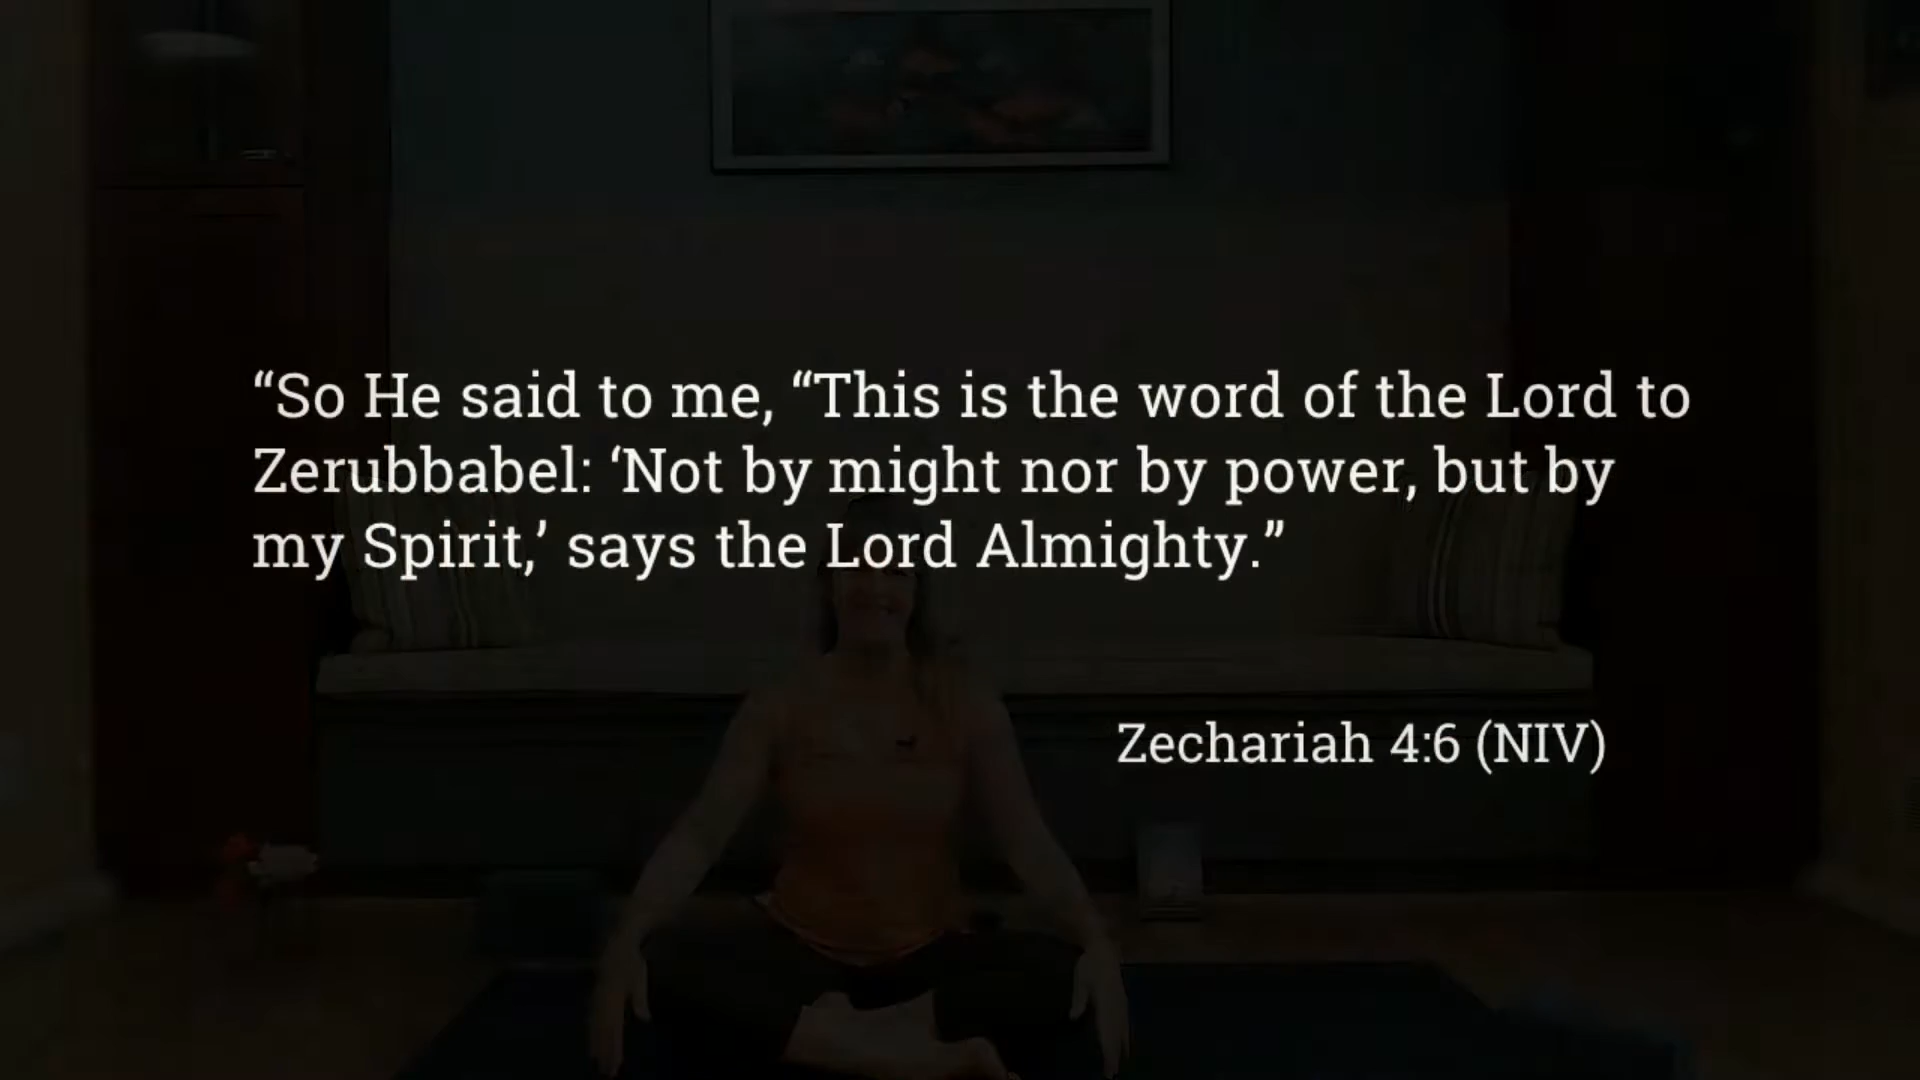 “So He said to me, “This is the word of the Lord to
Zerubbabel: ‘Not by might nor by power, but by
my Spirit,’ says the Lord Almighty.”
Zechariah 4:6 (NIV)